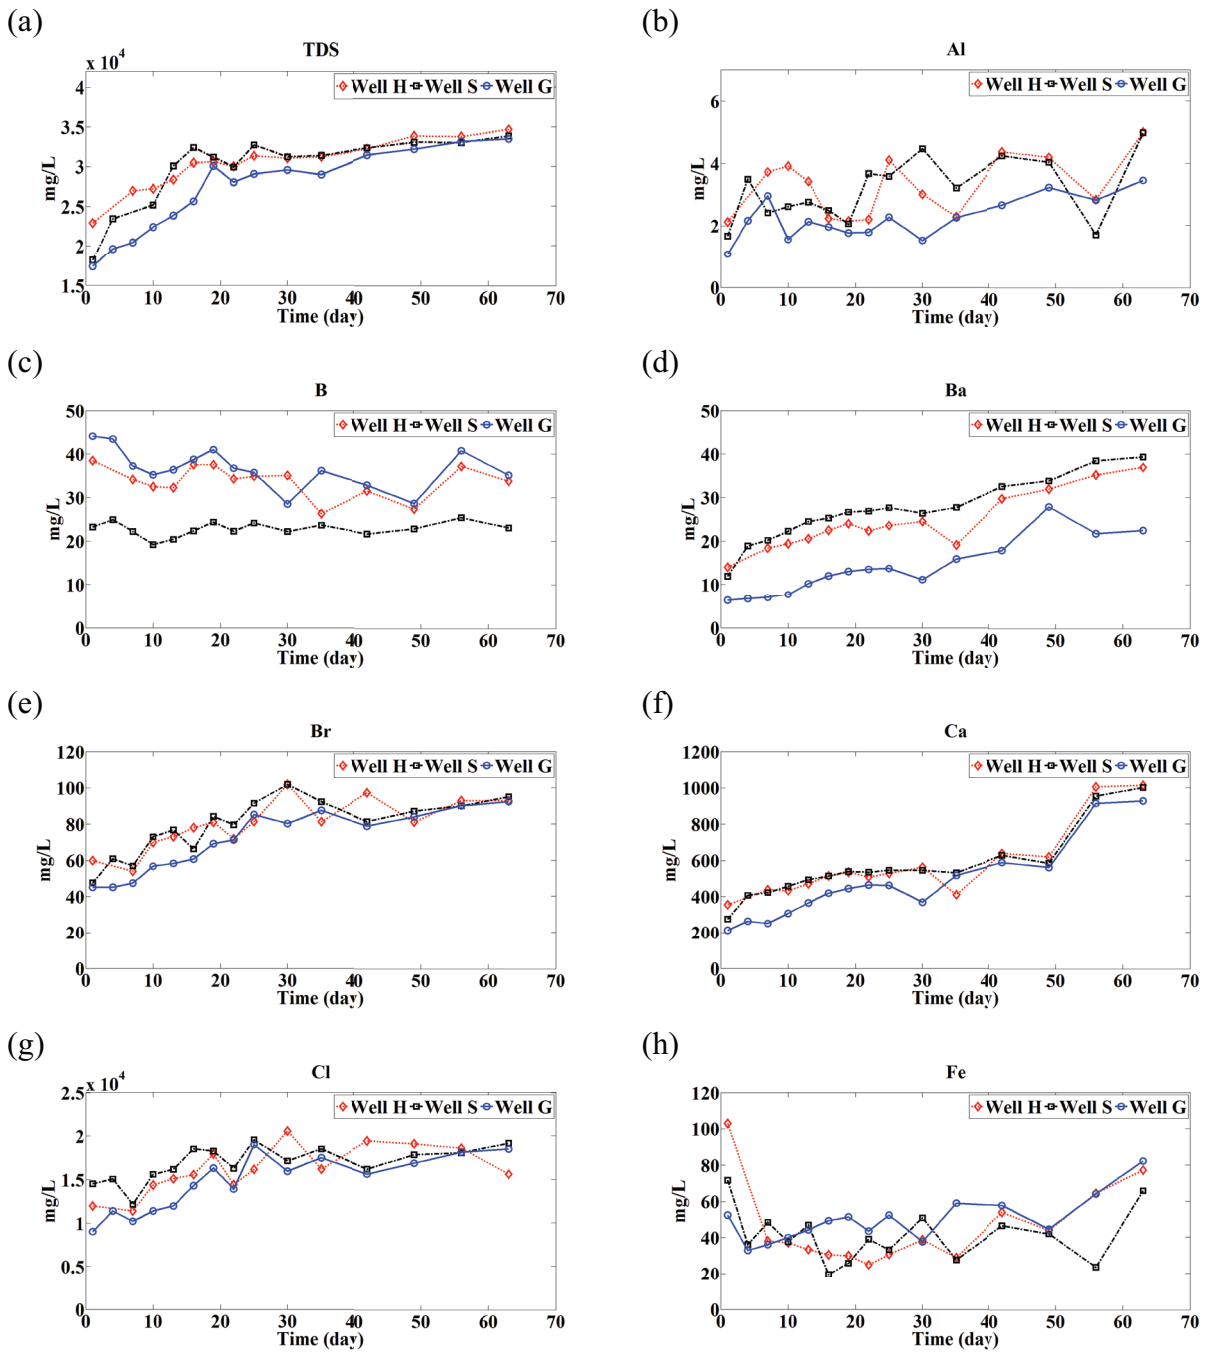 (a)
TDS
x 10^4
Well H Well S Well G
4
3.5
3
2.5
2
1.5
mg/L
0 10 20 30 40 50 60 70
Time (day)
(b)
Al
Well H Well S Well G
6
4
2
0
mg/L
0 10 20 30 40 50 60 70
Time (day)
(c)
B
Well H Well S Well G
50
40
30
20
10
0
mg/L
0 10 20 30 40 50 60 70
Time (day)
(d)
Ba
Well H Well S Well G
50
40
30
20
10
0
mg/L
0 10 20 30 40 50 60 70
Time (day)
(e)
Br
Well H Well S Well G
120
100
80
60
40
20
0
mg/L
0 10 20 30 40 50 60 70
Time (day)
(f)
Ca
Well H Well S Well G
1200
1000
800
600
400
200
0
mg/L
0 10 20 30 40 50 60 70
Time (day)
(g)
Cl
x 10^4
Well H Well S Well G
2.5
2
1.5
1
0.5
0
mg/L
0 10 20 30 40 50 60 70
Time (day)
(h)
Fe
Well H Well S Well G
120
100
80
60
40
20
0
mg/L
0 10 20 30 40 50 60 70
Time (day)